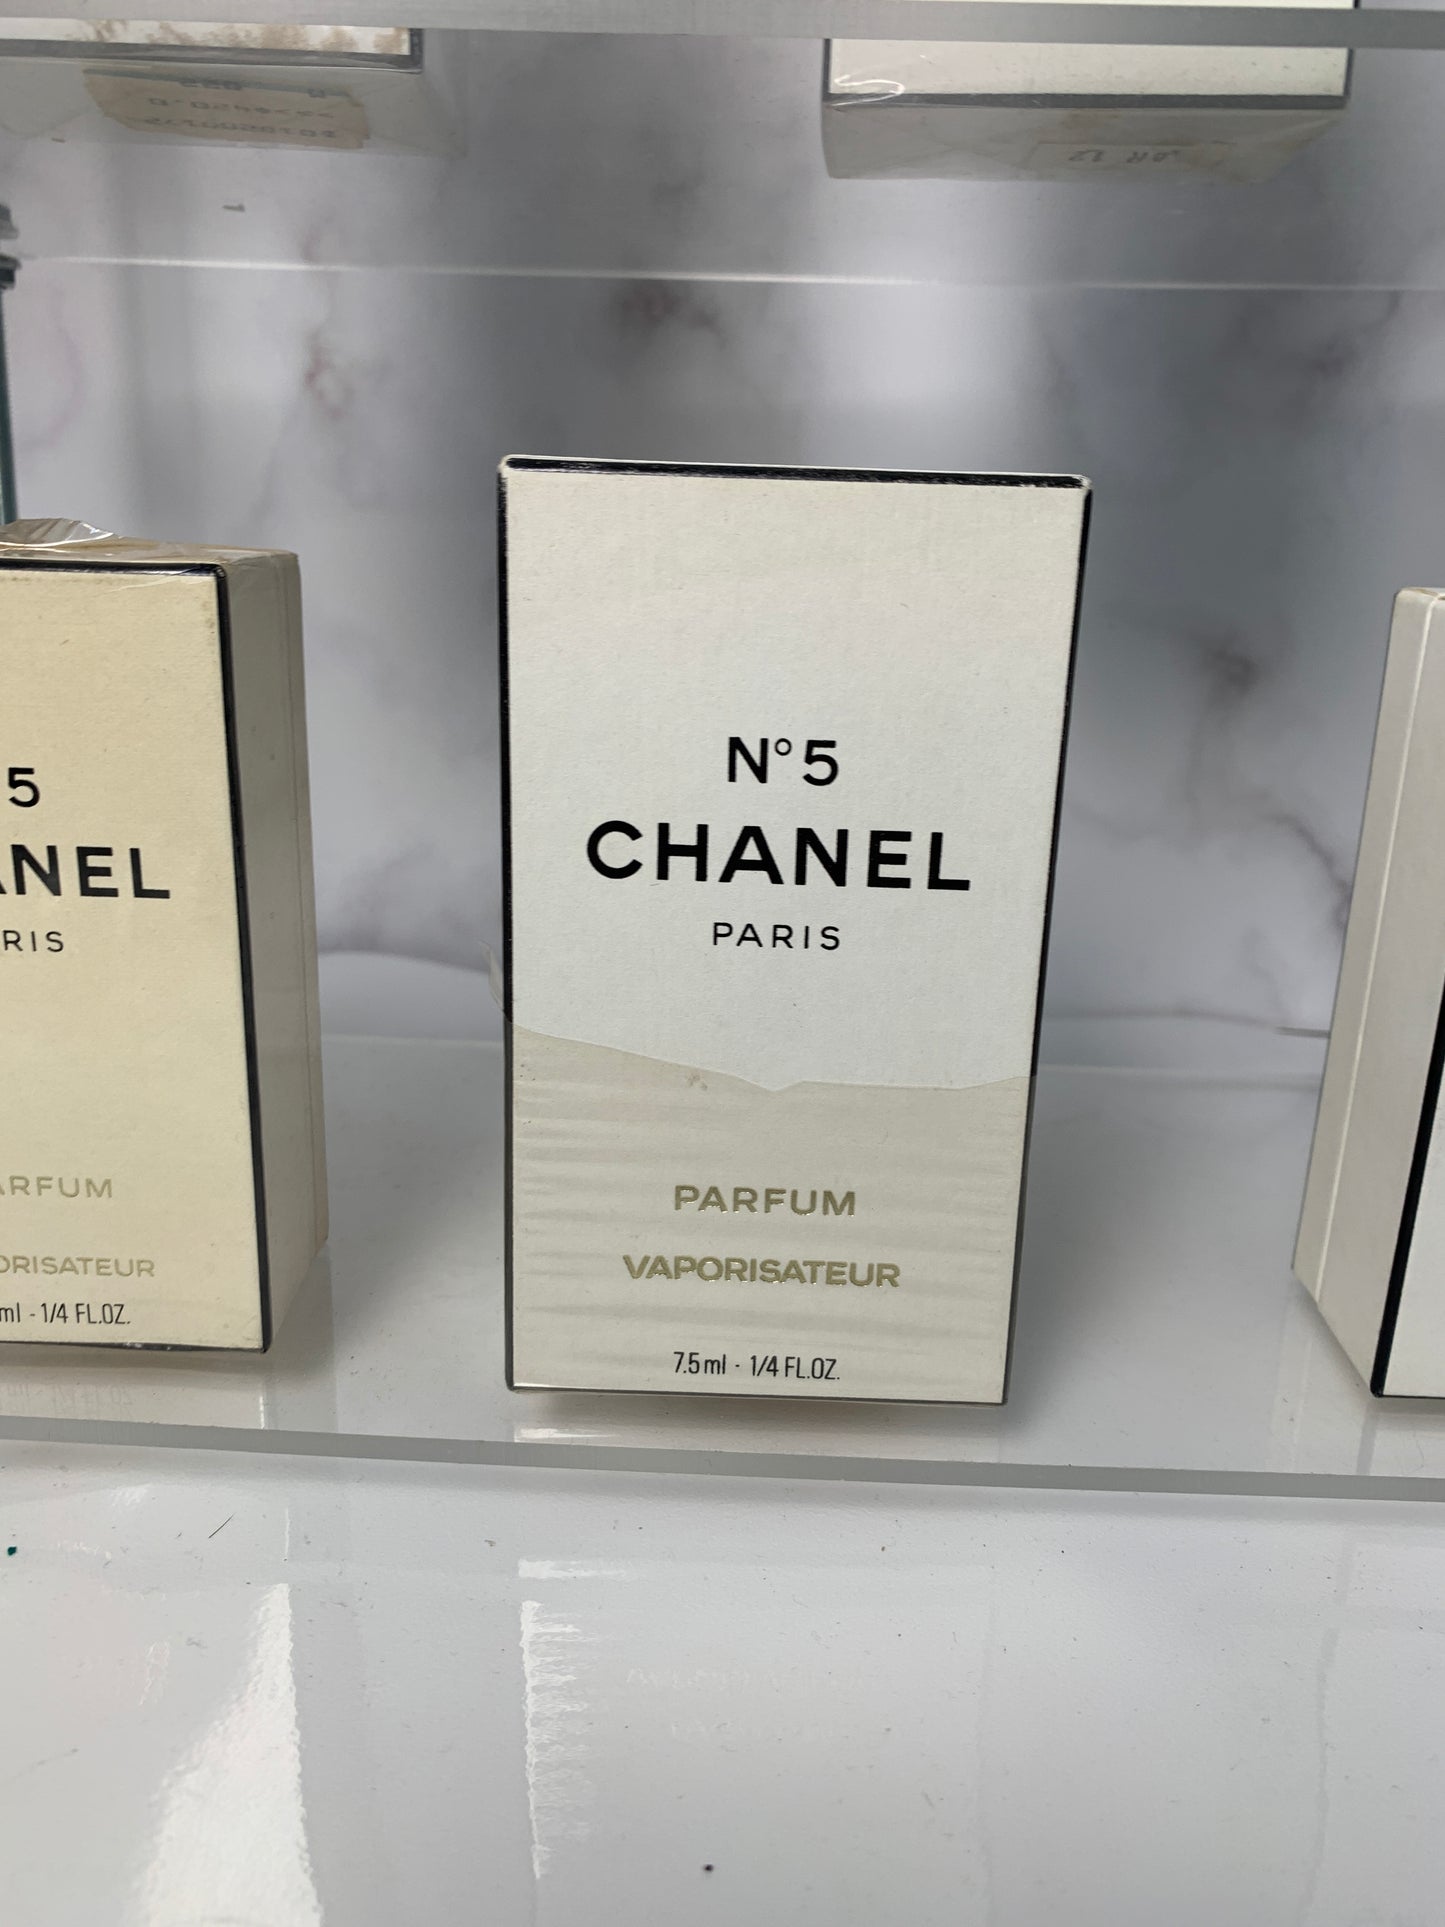 N°5
CHANEL
PARIS
PARFUM
VAPORISATEUR
7.5ml - 1/4 FL.OZ.
5
ANEL
RIS
ARFUM
ORISATEUR
ml - 1/4 FL.OZ.